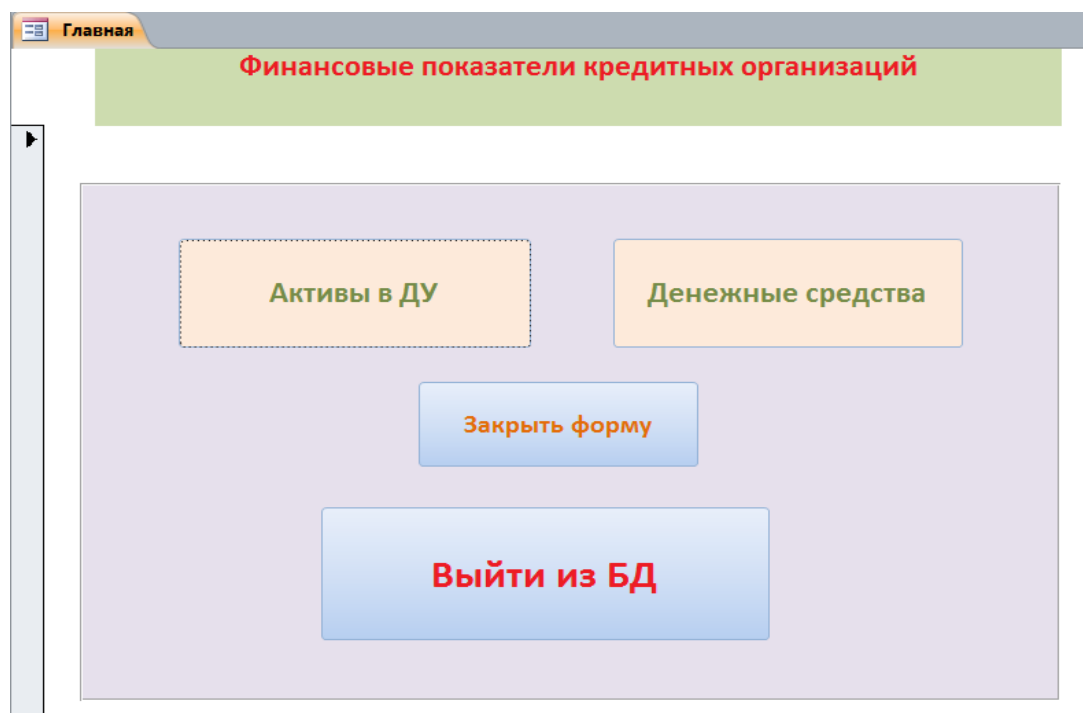 Главная
Финансовые показатели кредитных организаций
Активы в ДУ
Денежные средства
Закрыть форму
Выйти из БД